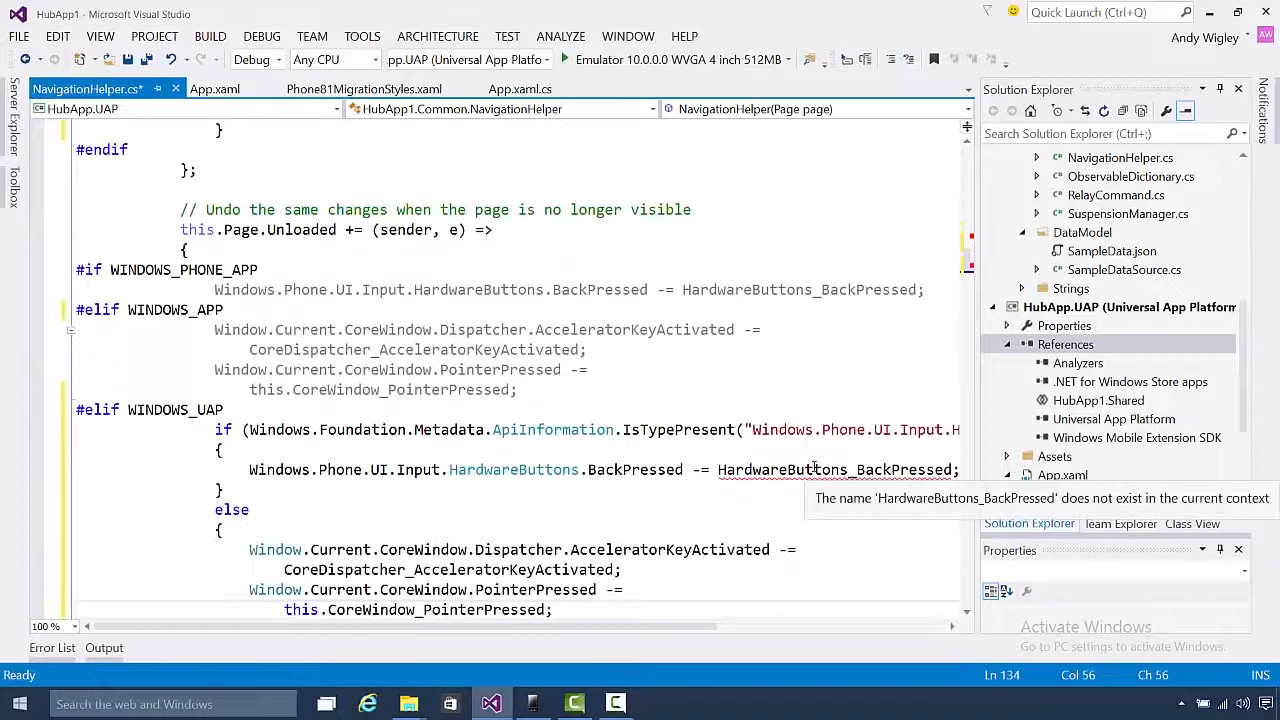 HubApp1 - Microsoft Visual Studio
Quick Launch (Ctrl+Q)
FILE EDIT VIEW PROJECT BUILD DEBUG TEAM TOOLS ARCHITECTURE TEST ANALYZE WINDOW HELP
Andy Wigley AW
Debug Any CPU pp.UAP (Universal App Platfo Emulator 10.0.0.0 WVGA 4 inch 512MB
Server Explorer
Toolbox
NavigationHelper.cs* App.xaml Phone81MigrationStyles.xaml App.xaml.cs
HubApp.UAP HubApp1.Common.NavigationHelper NavigationHelper(Page page)
}
#endif
};
// Undo the same changes when the page is no longer visible
this.Page.Unloaded += (sender, e) =>
{
#if WINDOWS_PHONE_APP
Windows.Phone.UI.Input.HardwareButtons.BackPressed -= HardwareButtons_BackPressed;
#elif WINDOWS_APP
Window.Current.CoreWindow.Dispatcher.AcceleratorKeyActivated -=
CoreDispatcher_AcceleratorKeyActivated;
Window.Current.CoreWindow.PointerPressed -=
this.CoreWindow_PointerPressed;
#elif WINDOWS_UAP
if (Windows.Foundation.Metadata.ApiInformation.IsTypePresent("Windows.Phone.UI.Input.H
{
Windows.Phone.UI.Input.HardwareButtons.BackPressed -= HardwareButtons_BackPressed;
}
The name 'HardwareButtons_BackPressed' does not exist in the current context
else
{
Window.Current.CoreWindow.Dispatcher.AcceleratorKeyActivated -=
CoreDispatcher_AcceleratorKeyActivated;
Window.Current.CoreWindow.PointerPressed -=
this.CoreWindow_PointerPressed;
100 %
Solution Explorer
Search Solution Explorer (Ctrl+;)
C# NavigationHelper.cs
C# ObservableDictionary.cs
C# RelayCommand.cs
C# SuspensionManager.cs
DataModel
SampleData.json
C# SampleDataSource.cs
Strings
HubApp.UAP (Universal App Platform
Properties
References
Analyzers
.NET for Windows Store apps
HubApp1.Shared
Universal App Platform
Windows Mobile Extension SDK
Assets
App.xaml
Solution Explorer Team Explorer Class View
Properties
Notifications
Activate Windows
Go to PC settings to activate Windows.
Error List Output
Ready Ln 134 Col 56 Ch 56 INS
Search the web and Windows